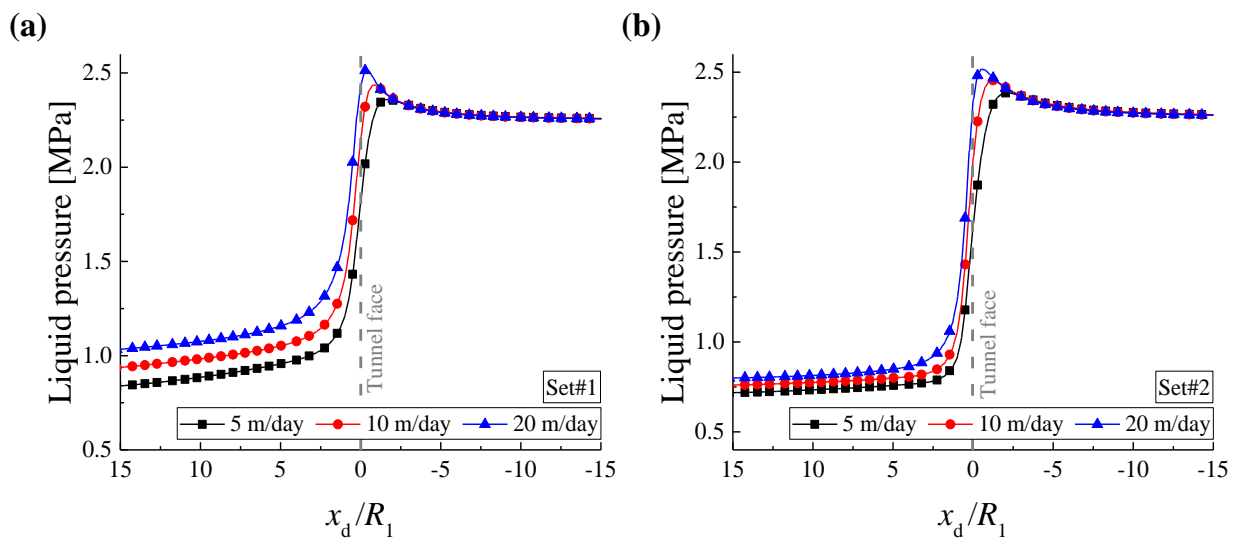 (a)
Liquid pressure [MPa]
2.5
2.0
1.5
1.0
0.5
Tunnel face
Set#1
5 m/day 10 m/day 20 m/day
15 10 5 0 -5 -10 -15
x_d/R_1
(b)
Liquid pressure [MPa]
2.5
2.0
1.5
1.0
0.5
Tunnel face
Set#2
5 m/day 10 m/day 20 m/day
15 10 5 0 -5 -10 -15
x_d/R_1